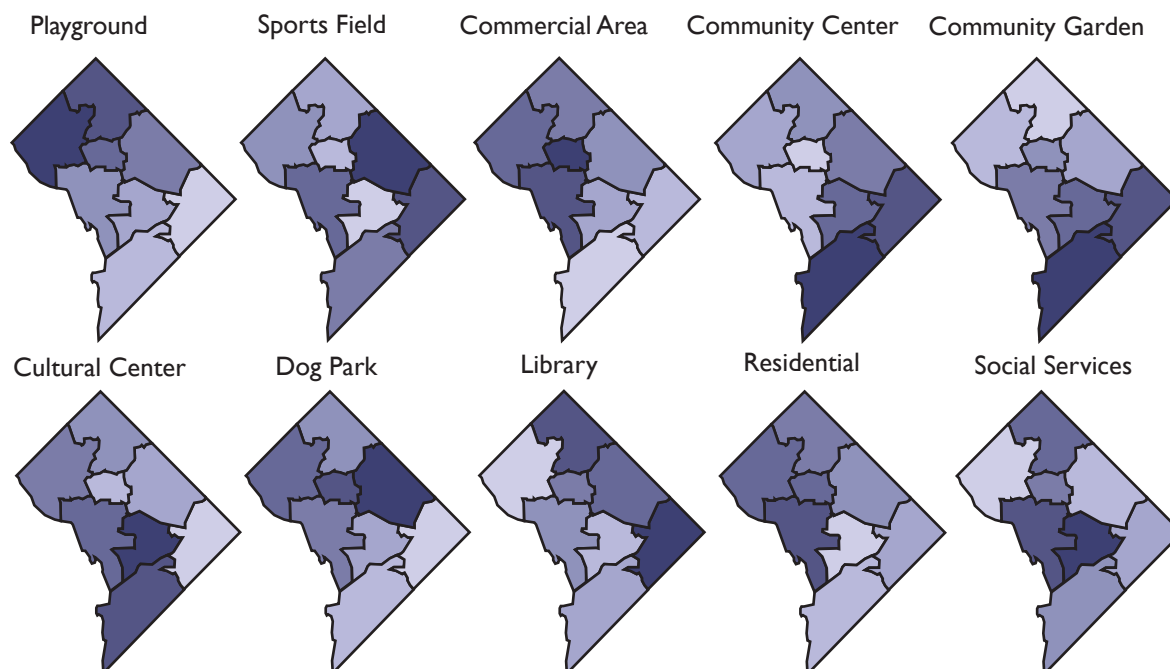 Playground
Sports Field
Commercial Area
Community Center
Community Garden
Cultural Center
Dog Park
Library
Residential
Social Services